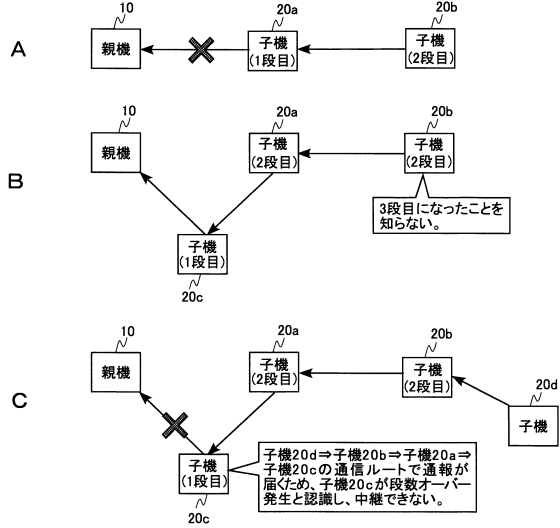 10
20a
20b
A
親機
子機
(1段目)
子機
(2段目)
10
20a
20b
B
親機
子機
(2段目)
子機
(2段目)
3段目になったことを
知らない。
子機
(1段目)
20c
10
20a
20b
20d
C
親機
子機
(2段目)
子機
(2段目)
子機
子機
(1段目)
20c
子機20d⇒子機20b⇒子機20a⇒
子機20cの通信ルートで通報が
届くため、子機20cが段数オーバー
発生と認識し、中継できない。